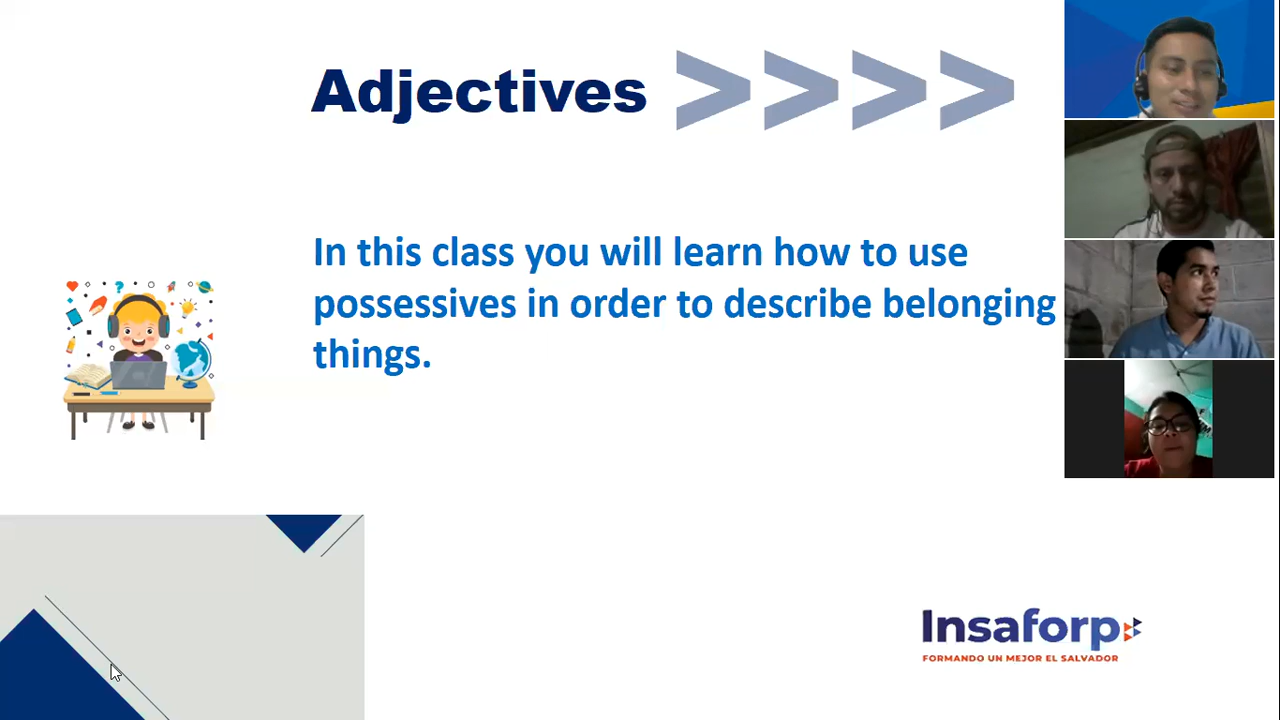 Adjectives
In this class you will learn how to use
possessives in order to describe belonging
things.
Insaforp
FORMANDO UN MEJOR EL SALVADOR